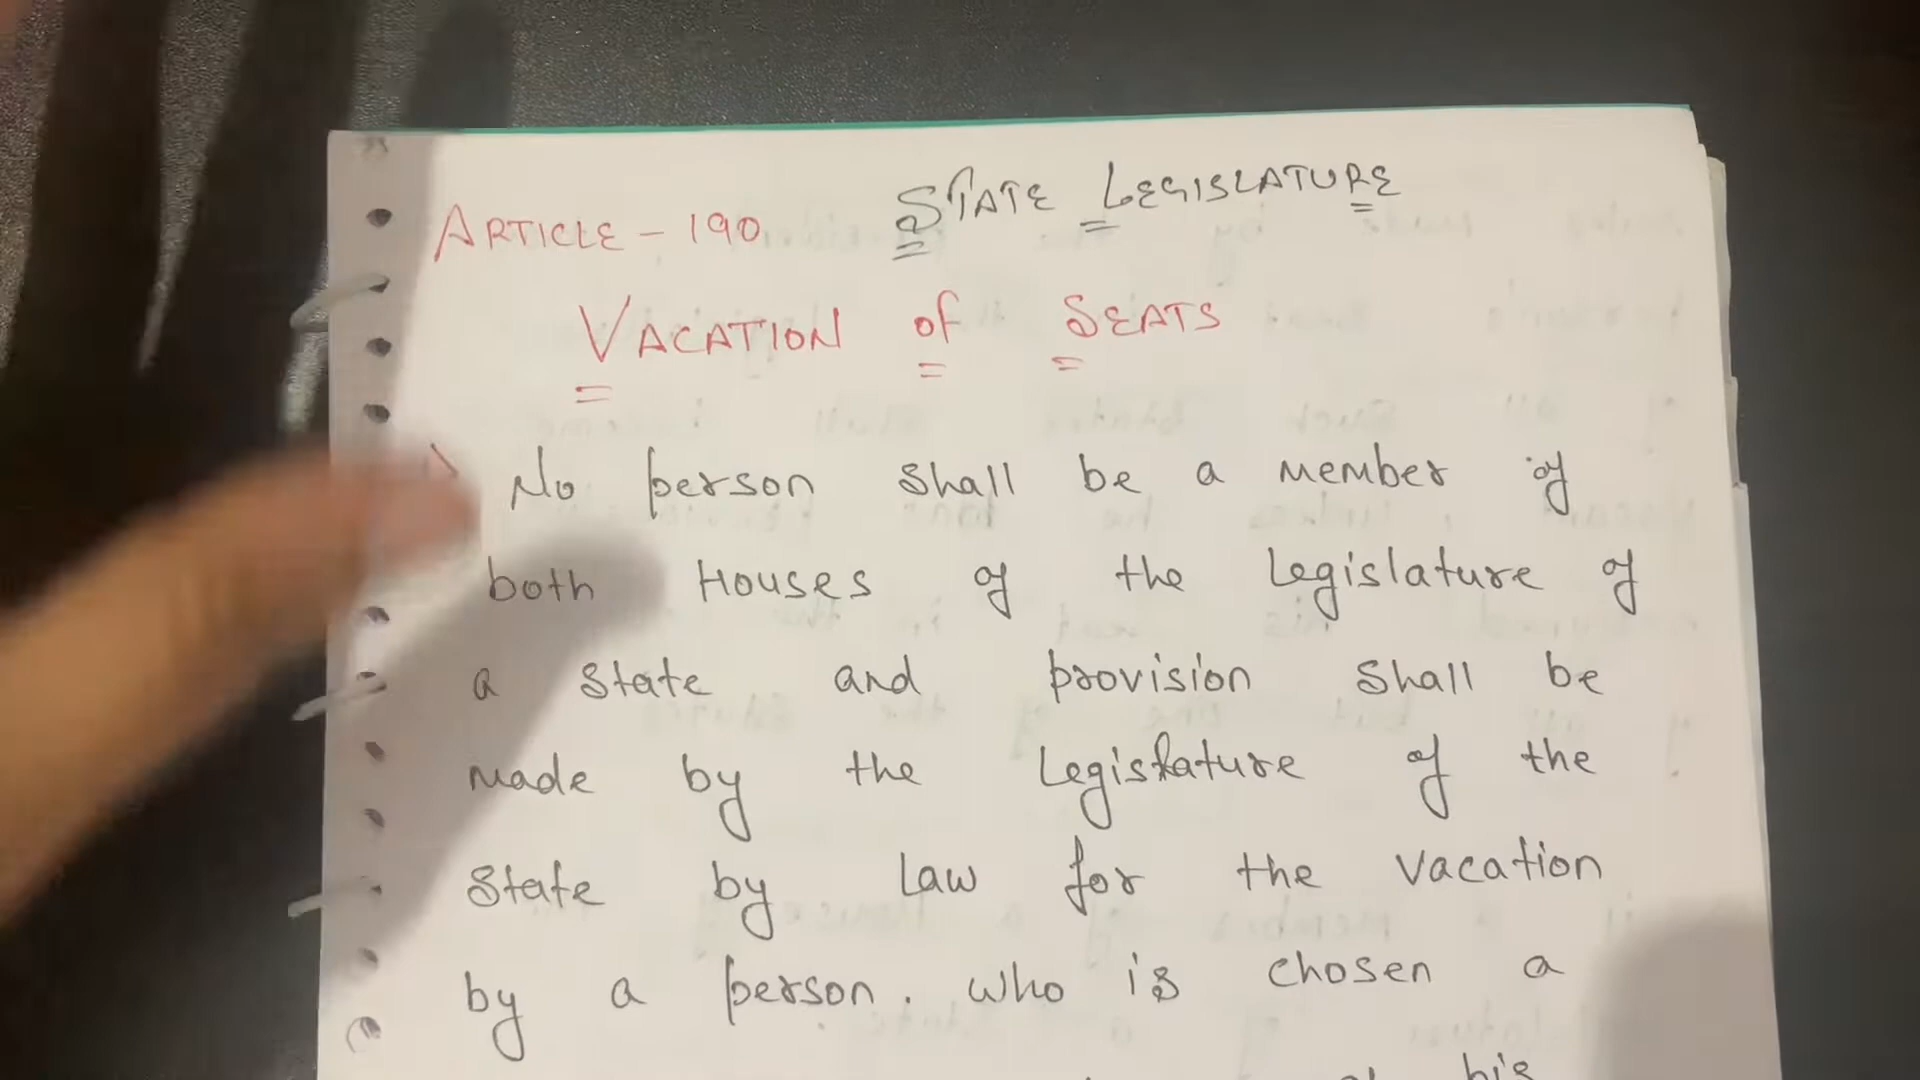 ARTICLE - 190 STATE LEGISLATURE
VACATION of SEATS
No person shall be a member of
both Houses of the Legislature of
a State and provision shall be
made by the Legislature of the
State by Law for the vacation
by a person. who is chosen a
his